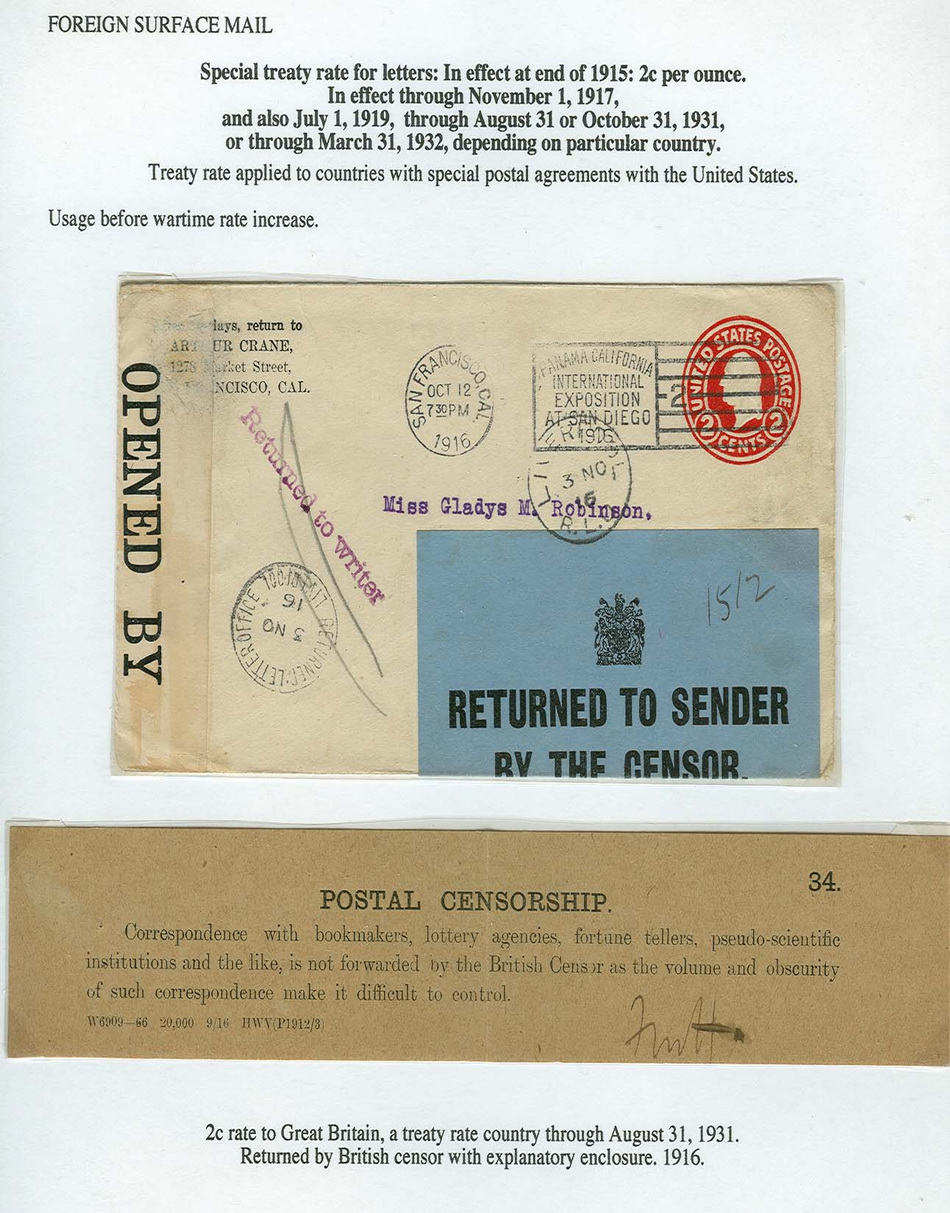 FOREIGN SURFACE MAIL
Special treaty rate for letters: In effect at end of 1915: 2c per ounce.
In effect through November 1, 1917,
and also July 1, 1919, through August 31 or October 31, 1931,
or through March 31, 1932, depending on particular country.
Treaty rate applied to countries with special postal agreements with the United States.
Usage before wartime rate increase.
OPENED BY
days, return to
ARTHUR CRANE,
1278 Market Street,
NCISCO, CAL.
SAN FRANCISCO, CAL.
OCT 12
7 30 PM
1916
PANAMA CALIFORNIA
INTERNATIONAL
EXPOSITION
AT SAN DIEGO
1916
2
UNITED STATES POSTAGE
2 CENTS 2
LIVERPOOL
3 NO
16
R.L.O.
Returned to writer
Miss Gladys M. Robinson,
RETURNED LETTER OFFICE
3 NO
16
1512
RETURNED TO SENDER
BY THE CENSOR.
34.
POSTAL CENSORSHIP.
Correspondence with bookmakers, lottery agencies, fortune tellers, pseudo-scientific
institutions and the like, is not forwarded by the British Censor as the volume and obscurity
of such correspondence make it difficult to control.
W6909—66 20,000 9/16 HWV(P1912/3)
2c rate to Great Britain, a treaty rate country through August 31, 1931.
Returned by British censor with explanatory enclosure. 1916.